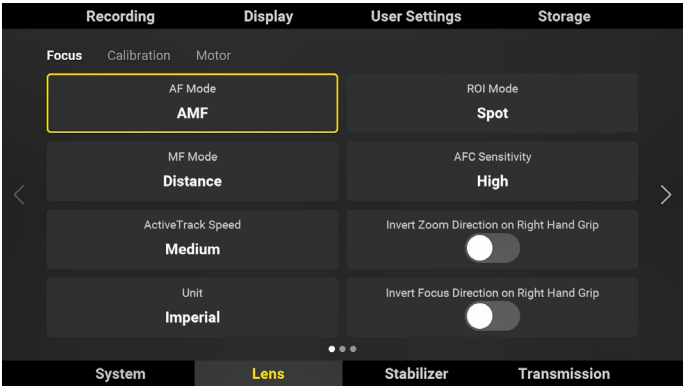 Recording Display User Settings Storage
Focus Calibration Motor
AF Mode ROI Mode
AMF Spot
MF Mode AFC Sensitivity
Distance High
ActiveTrack Speed Invert Zoom Direction on Right Hand Grip
Medium
Unit Invert Focus Direction on Right Hand Grip
Imperial
System Lens Stabilizer Transmission